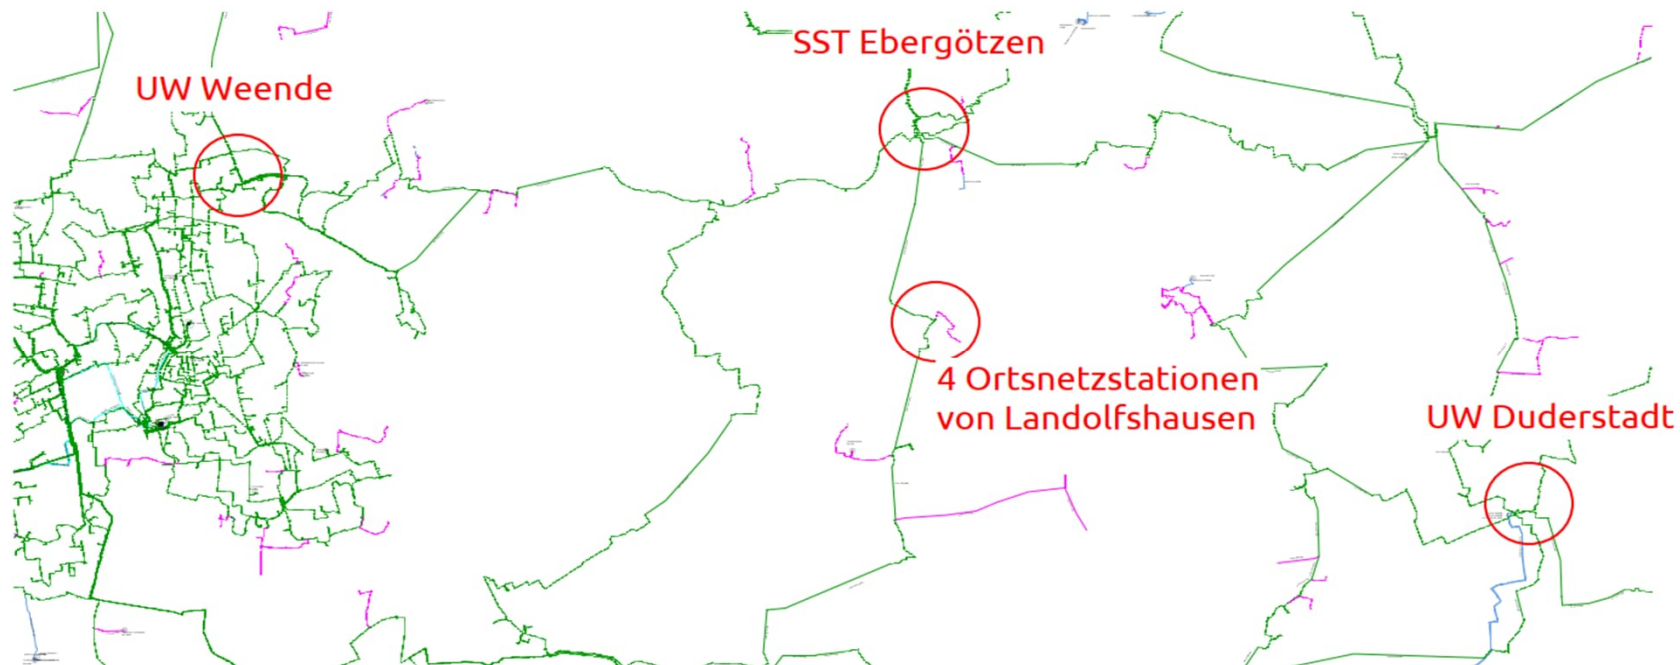 SST Ebergötzen
UW Weende
4 Ortsnetzstationen
von Landolfshausen
UW Duderstadt